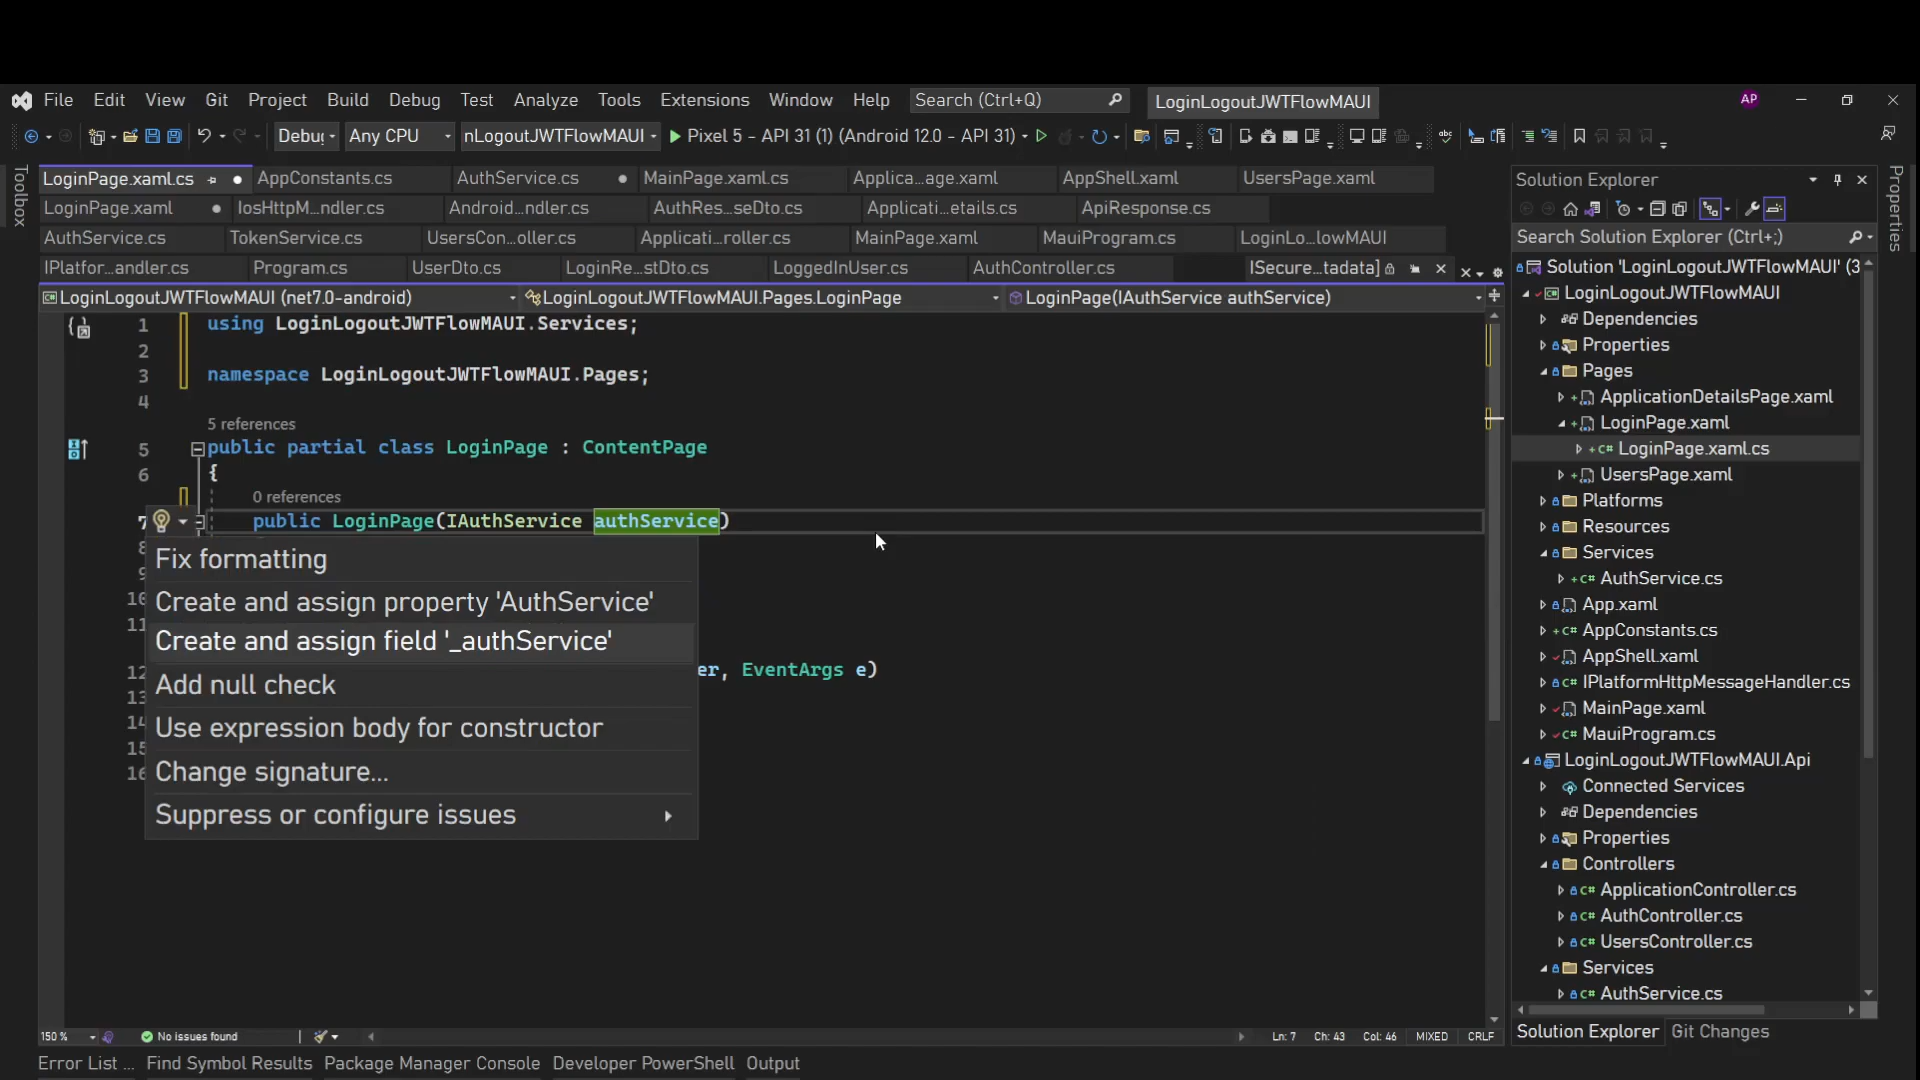 File Edit View Git Project Build Debug Test Analyze Tools Extensions Window Help Search (Ctrl+Q) LoginLogoutJWTFlowMAUI AP
Debug Any CPU nLogoutJWTFlowMAUI Pixel 5 - API 31 (1) (Android 12.0 - API 31)
Toolbox
LoginPage.xaml.cs AppConstants.cs AuthService.cs MainPage.xaml.cs Applica...age.xaml AppShell.xaml UsersPage.xaml
LoginPage.xaml IosHttpM...ndler.cs Android...ndler.cs AuthRes...seDto.cs Applicati...etails.cs ApiResponse.cs
AuthService.cs TokenService.cs UsersCon...oller.cs Applicati...roller.cs MainPage.xaml MauiProgram.cs LoginLo...lowMAUI
IPlatfor...andler.cs Program.cs UserDto.cs LoginRe...stDto.cs LoggedInUser.cs AuthController.cs ISecure...tadata]
LoginLogoutJWTFlowMAUI (net7.0-android) LoginLogoutJWTFlowMAUI.Pages.LoginPage LoginPage(IAuthService authService)
1 using LoginLogoutJWTFlowMAUI.Services;
2
3 namespace LoginLogoutJWTFlowMAUI.Pages;
4
5 references
5 public partial class LoginPage : ContentPage
6 {
0 references
7 public LoginPage(IAuthService authService)
8
Fix formatting
9
10 Create and assign property 'AuthService'
11 Create and assign field '_authService'
12 er, EventArgs e)
13 Add null check
14 Use expression body for constructor
15
16 Change signature...
Suppress or configure issues
150 % No issues found Ln: 7 Ch: 43 Col: 46 MIXED CRLF
Error List ... Find Symbol Results Package Manager Console Developer PowerShell Output
Solution Explorer
Search Solution Explorer (Ctrl+;)
Solution 'LoginLogoutJWTFlowMAUI' (3
LoginLogoutJWTFlowMAUI
Dependencies
Properties
Pages
ApplicationDetailsPage.xaml
LoginPage.xaml
LoginPage.xaml.cs
UsersPage.xaml
Platforms
Resources
Services
AuthService.cs
App.xaml
AppConstants.cs
AppShell.xaml
IPlatformHttpMessageHandler.cs
MainPage.xaml
MauiProgram.cs
LoginLogoutJWTFlowMAUI.Api
Connected Services
Dependencies
Properties
Controllers
ApplicationController.cs
AuthController.cs
UsersController.cs
Services
AuthService.cs
Solution Explorer Git Changes
Properties